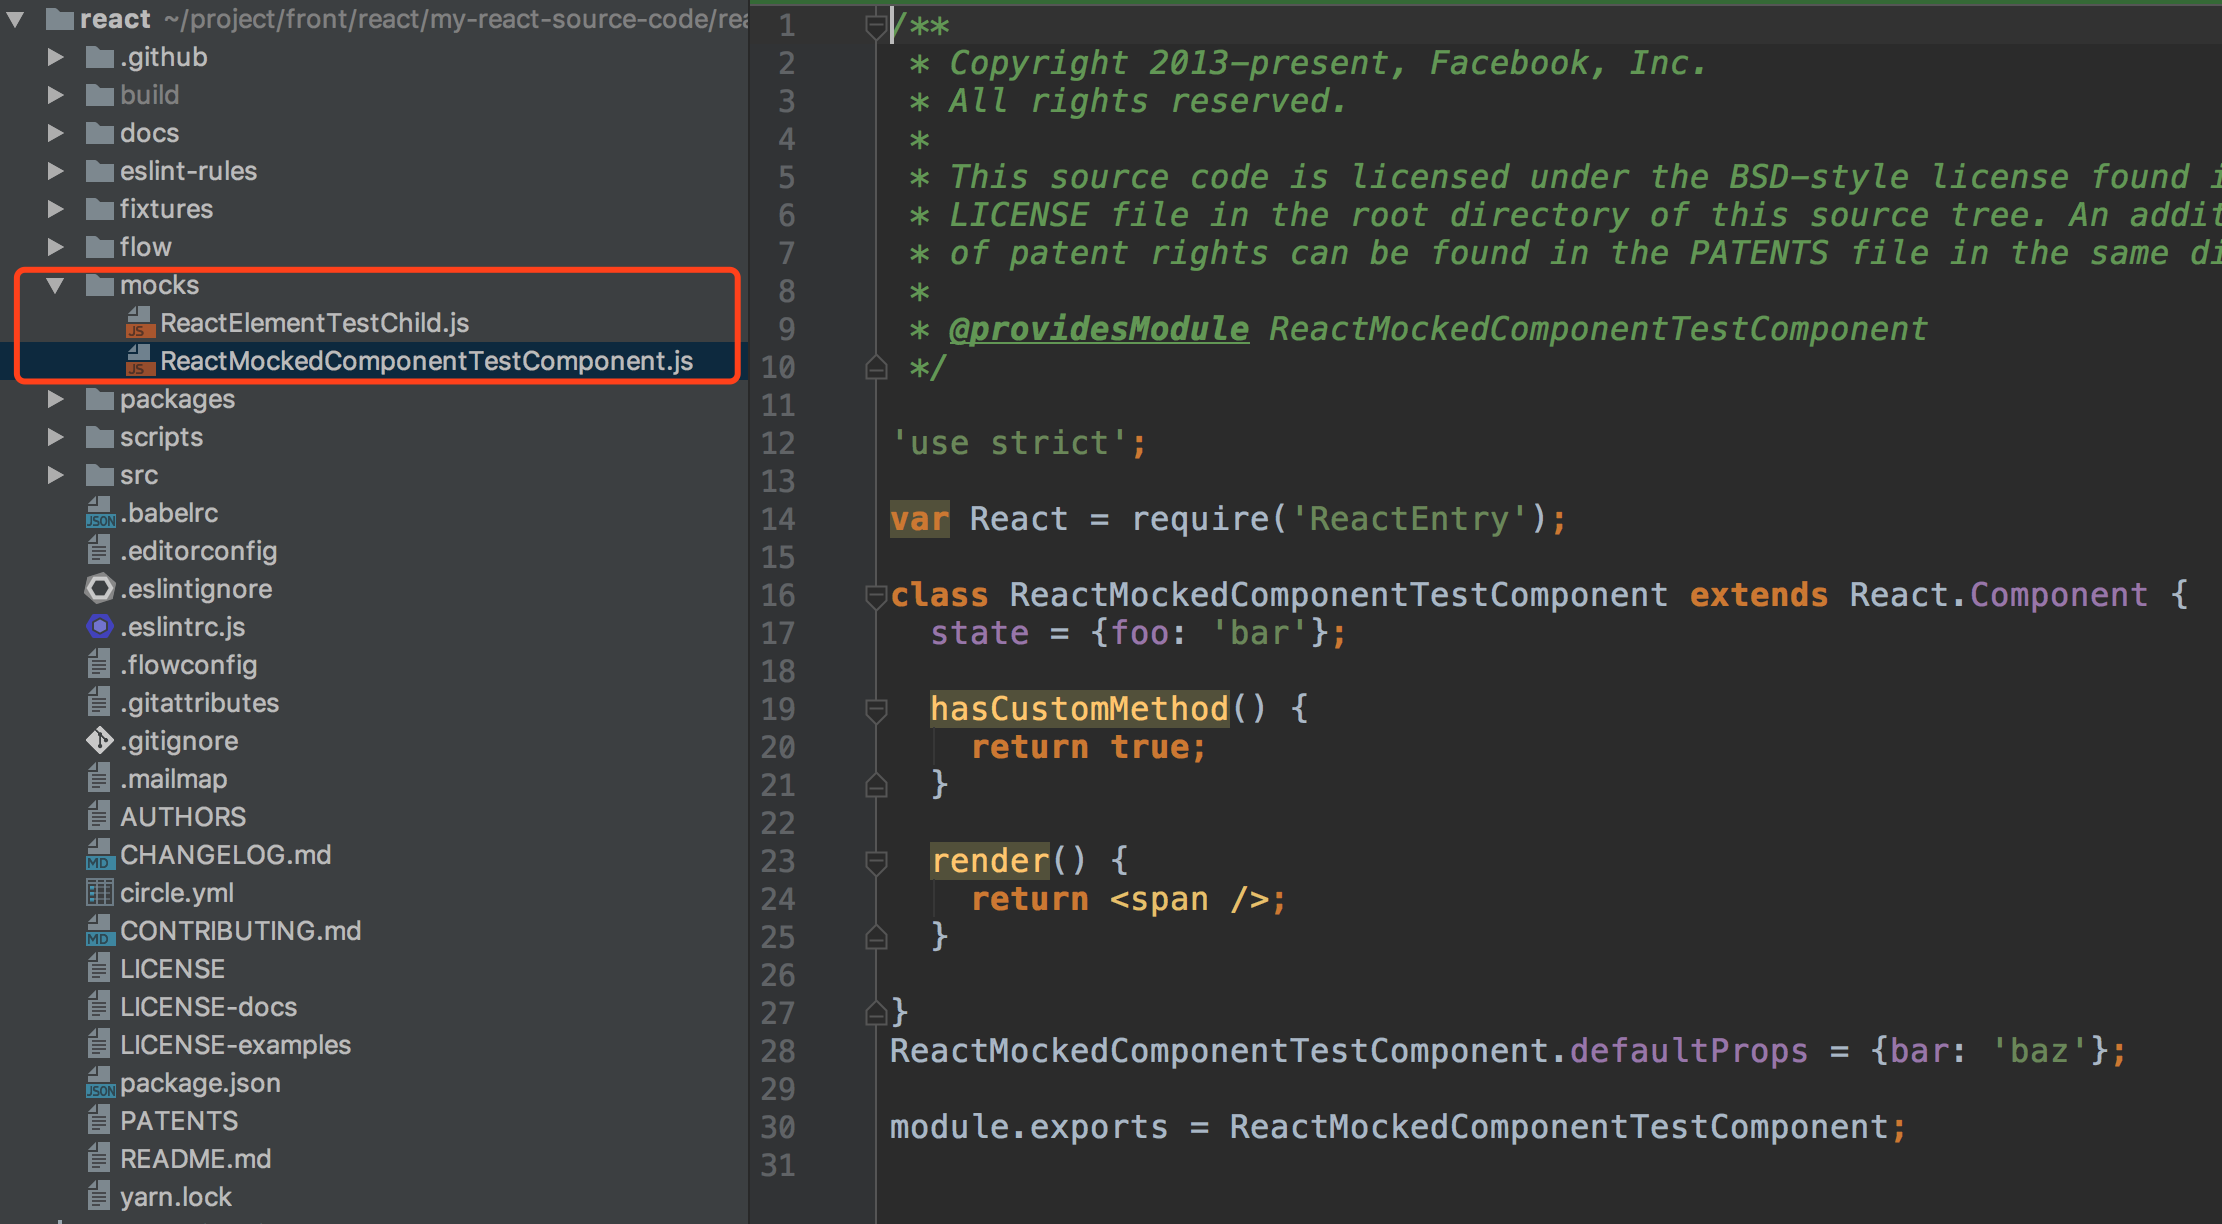 react ~/project/front/react/my-react-source-code/rea
.github
build
docs
eslint-rules
fixtures
flow
mocks
ReactElementTestChild.js
ReactMockedComponentTestComponent.js
packages
scripts
src
.babelrc
.editorconfig
.eslintignore
.eslintrc.js
.flowconfig
.gitattributes
.gitignore
.mailmap
AUTHORS
CHANGELOG.md
circle.yml
CONTRIBUTING.md
LICENSE
LICENSE-docs
LICENSE-examples
package.json
PATENTS
README.md
yarn.lock
1 /**
2 * Copyright 2013-present, Facebook, Inc.
3 * All rights reserved.
4 *
5 * This source code is licensed under the BSD-style license found i
6 * LICENSE file in the root directory of this source tree. An addit
7 * of patent rights can be found in the PATENTS file in the same di
8 *
9 * @providesModule ReactMockedComponentTestComponent
10 */
11
12 'use strict';
13
14 var React = require('ReactEntry');
15
16 class ReactMockedComponentTestComponent extends React.Component {
17 state = {foo: 'bar'};
18
19 hasCustomMethod() {
20 return true;
21 }
22
23 render() {
24 return <span />;
25 }
26
27 }
28 ReactMockedComponentTestComponent.defaultProps = {bar: 'baz'};
29
30 module.exports = ReactMockedComponentTestComponent;
31